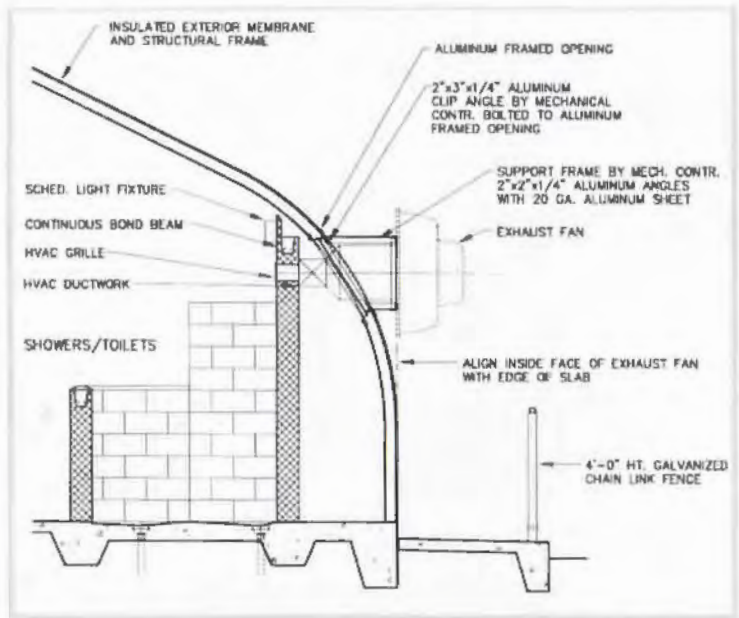 INSULATED EXTERIOR MEMBRANE
AND STRUCTURAL FRAME
ALUMINUM FRAMED OPENING
2"x3"x1/4" ALUMINUM
CLIP ANGLE BY MECHANICAL
CONTR. BOLTED TO ALUMINUM
FRAMED OPENING
SUPPORT FRAME BY MECH. CONTR.
2"x2"x1/4" ALUMINUM ANGLES
WITH 20 GA. ALUMINUM SHEET
SCHED. LIGHT FIXTURE
CONTINUOUS BOND BEAM
EXHAUST FAN
HVAC GRILLE
HVAC DUCTWORK
SHOWERS/TOILETS
ALIGN INSIDE FACE OF EXHAUST FAN
WITH EDGE OF SLAB
4'-0" HT. GALVANIZED
CHAIN LINK FENCE